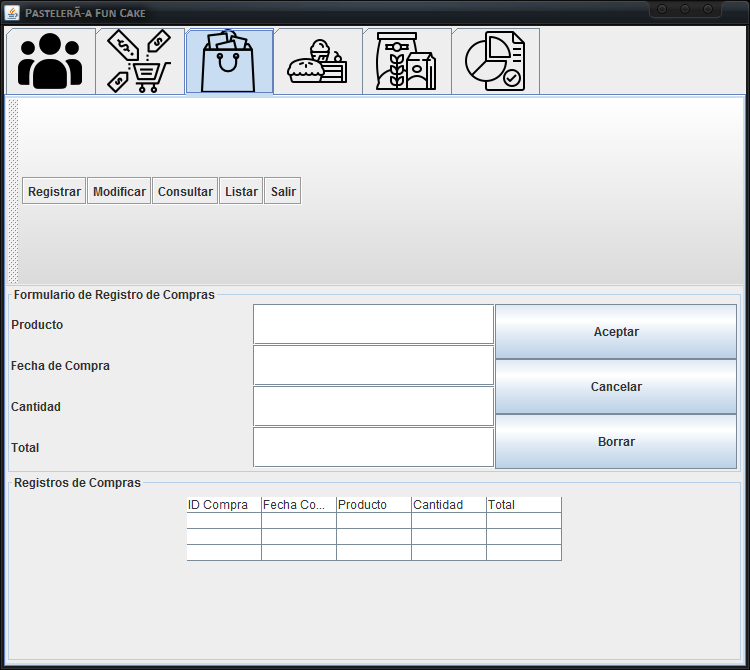 PastelerÃ-a Fun Cake
Registrar Modificar Consultar Listar Salir
Formulario de Registro de Compras
Producto
Aceptar
Fecha de Compra
Cancelar
Cantidad
Borrar
Total
Registros de Compras
ID Compra Fecha Co... Producto Cantidad Total